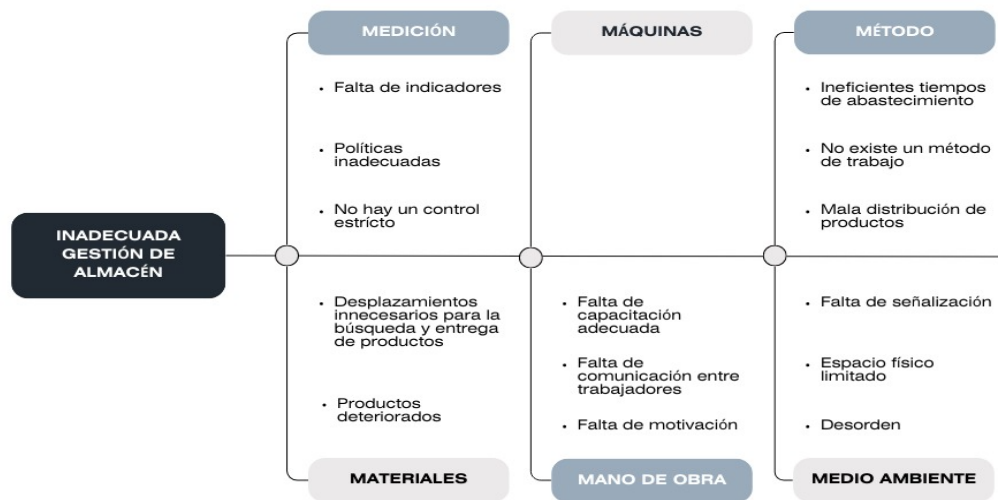 MEDICIÓN
MÁQUINAS
MÉTODO
Falta de indicadores
Políticas
inadecuadas
No hay un control
estrícto
Ineficientes tiempos
de abastecimiento
No existe un método
de trabajo
Mala distribución de
productos
INADECUADA
GESTIÓN DE
ALMACÉN
Desplazamientos
innecesarios para la
búsqueda y entrega
de productos
Productos
deteriorados
Falta de
capacitación
adecuada
Falta de
comunicación entre
trabajadores
Falta de motivación
Falta de señalización
Espacio físico
limitado
Desorden
MATERIALES
MANO DE OBRA
MEDIO AMBIENTE